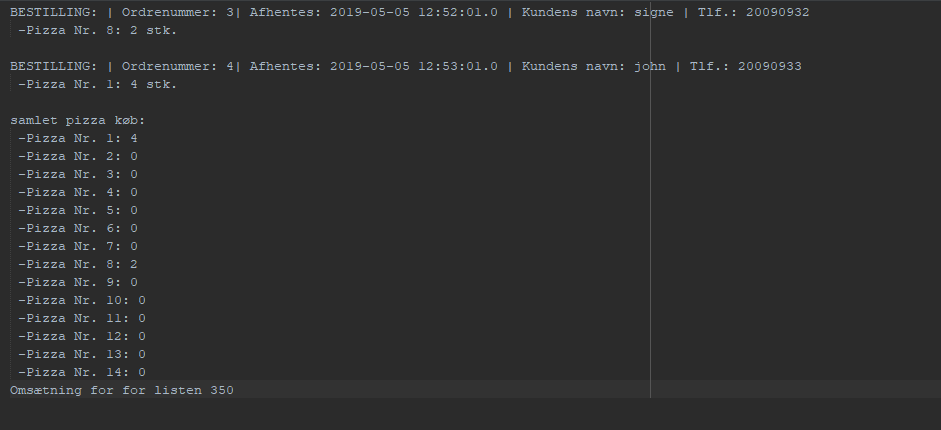 BESTILLING: | Ordrenummer: 3| Afhentes: 2019-05-05 12:52:01.0 | Kundens navn: signe | Tlf.: 20090932
-Pizza Nr. 8: 2 stk.
BESTILLING: | Ordrenummer: 4| Afhentes: 2019-05-05 12:53:01.0 | Kundens navn: john | Tlf.: 20090933
-Pizza Nr. 1: 4 stk.
samlet pizza køb:
-Pizza Nr. 1: 4
-Pizza Nr. 2: 0
-Pizza Nr. 3: 0
-Pizza Nr. 4: 0
-Pizza Nr. 5: 0
-Pizza Nr. 6: 0
-Pizza Nr. 7: 0
-Pizza Nr. 8: 2
-Pizza Nr. 9: 0
-Pizza Nr. 10: 0
-Pizza Nr. 11: 0
-Pizza Nr. 12: 0
-Pizza Nr. 13: 0
-Pizza Nr. 14: 0
Omsætning for for listen 350